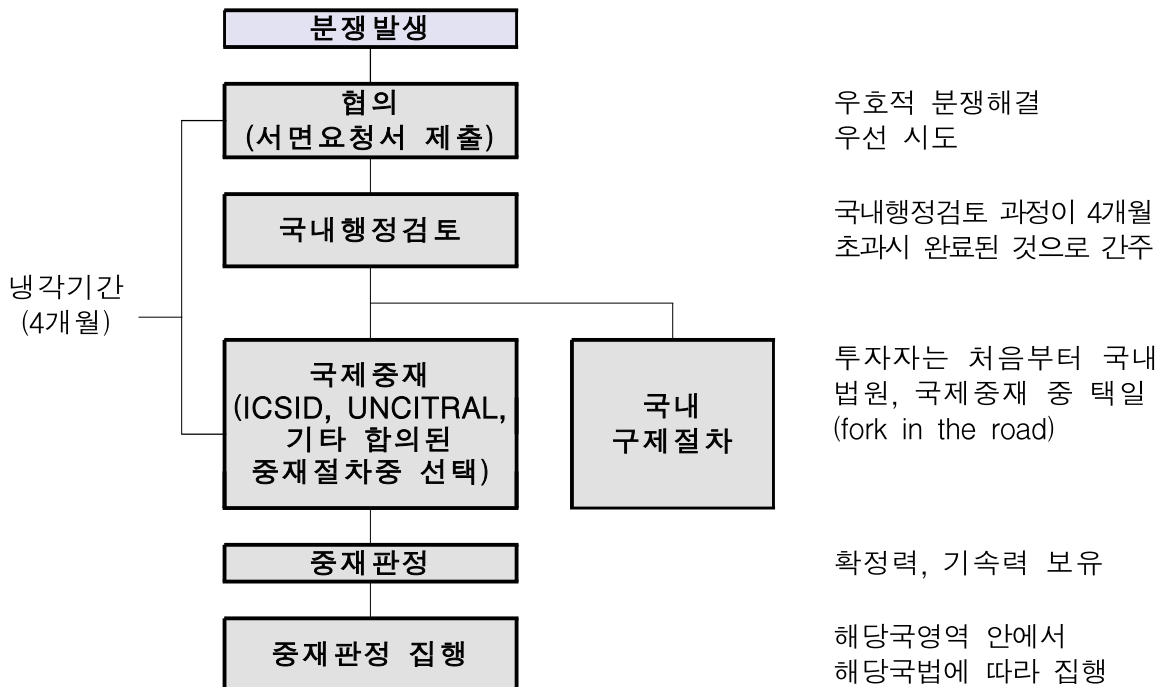 분쟁발생
협의
(서면요청서 제출)
우호적 분쟁해결
우선 시도
국내행정검토
국내행정검토 과정이 4개월
초과시 완료된 것으로 간주
냉각기간
(4개월)
국제중재
(ICSID, UNCITRAL,
기타 합의된
중재절차중 선택)
국내
구제절차
투자자는 처음부터 국내
법원, 국제중재 중 택일
(fork in the road)
중재판정
확정력, 기속력 보유
중재판정 집행
해당국영역 안에서
해당국법에 따라 집행